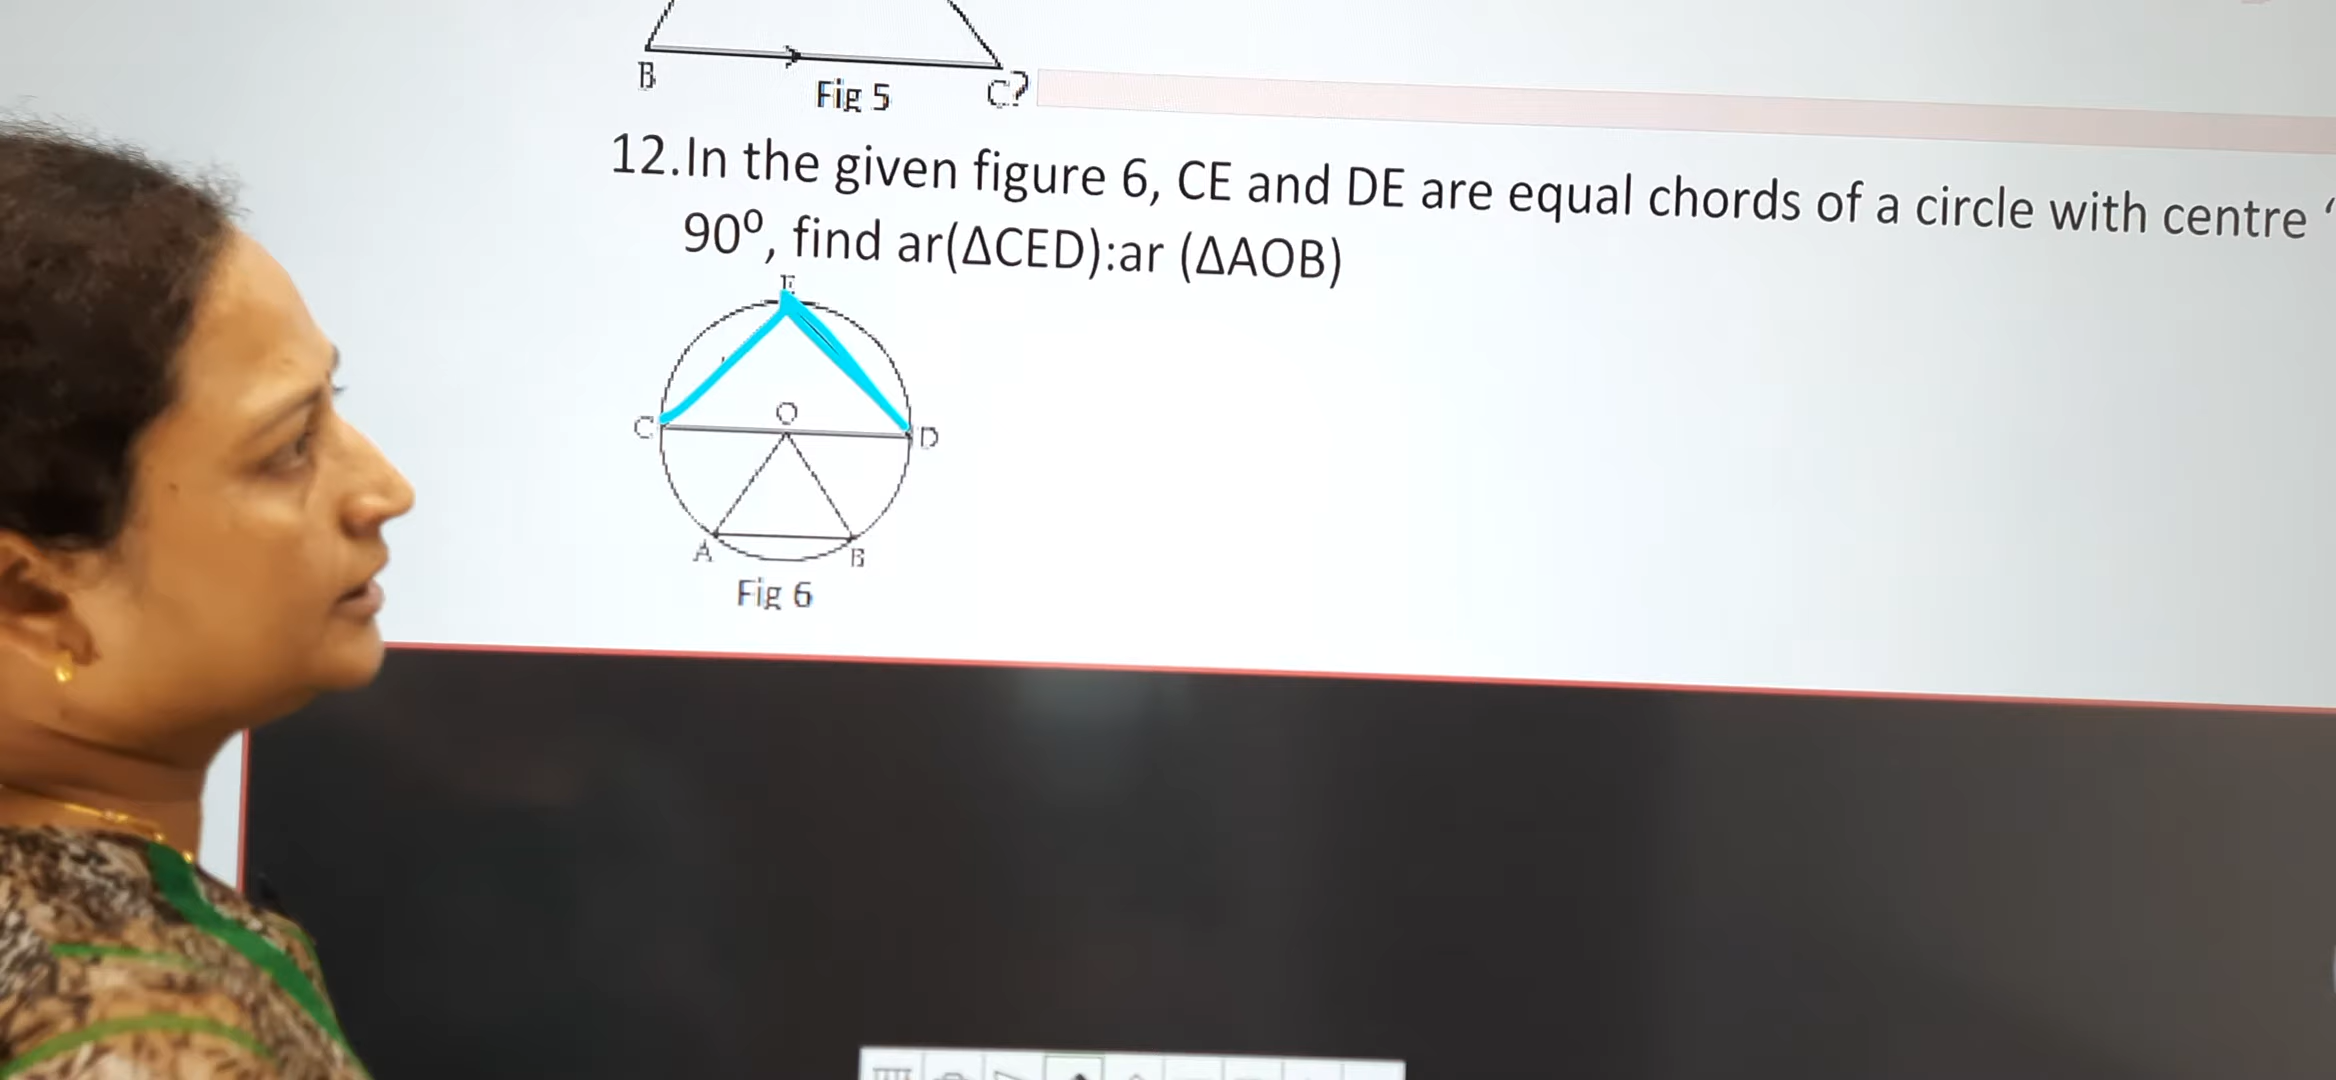 B
C?
Fig 5
12.In the given figure 6, CE and DE are equal chords of a circle with centre ‘
90⁰, find ar(ΔCED):ar (ΔAOB)
E
C
O
D
A
B
Fig 6